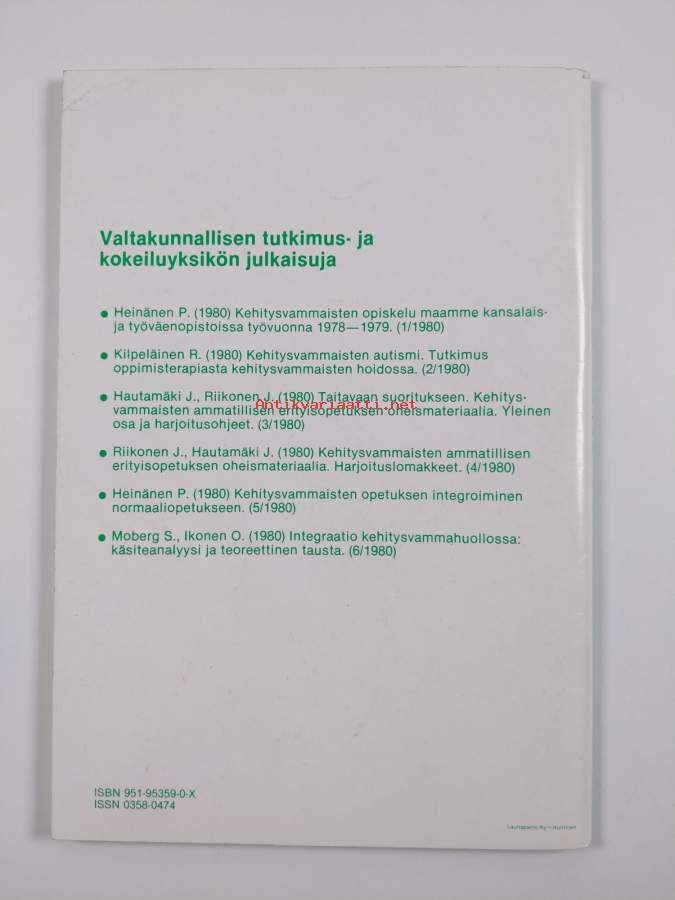 Valtakunnallisen tutkimus- ja
kokeiluyksikön julkaisuja
● Heinänen P. (1980) Kehitysvammaisten opiskelu maamme kansalais-
ja työväenopistoissa työvuonna 1978—1979. (1/1980)
● Kilpeläinen R. (1980) Kehitysvammaisten autismi. Tutkimus
oppimisterapiasta kehitysvammaisten hoidossa. (2/1980)
● Hautamäki J., Riikonen J. (1980) Taitavaan suoritukseen. Kehitys-
Antikvariaatti.net
vammaisten ammatillisen erityisopetuksen oheismateriaalia. Yleinen
osa ja harjoitusohjeet. (3/1980)
● Riikonen J., Hautamäki J. (1980) Kehitysvammaisten ammatillisen
erityisopetuksen oheismateriaalia. Harjoituslomakkeet. (4/1980)
● Heinänen P. (1980) Kehitysvammaisten opetuksen integroiminen
normaaliopetukseen. (5/1980)
● Moberg S., Ikonen O. (1980) Integraatio kehitysvammahuollossa:
käsiteanalyysi ja teoreettinen tausta. (6/1980)
ISBN 951-95359-0-X
ISSN 0358-0474